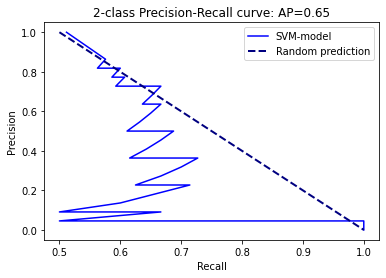 2-class Precision-Recall curve: AP=0.65
SVM-model
Random prediction
Precision
1.0
0.8
0.6
0.4
0.2
0.0
0.5 0.6 0.7 0.8 0.9 1.0
Recall